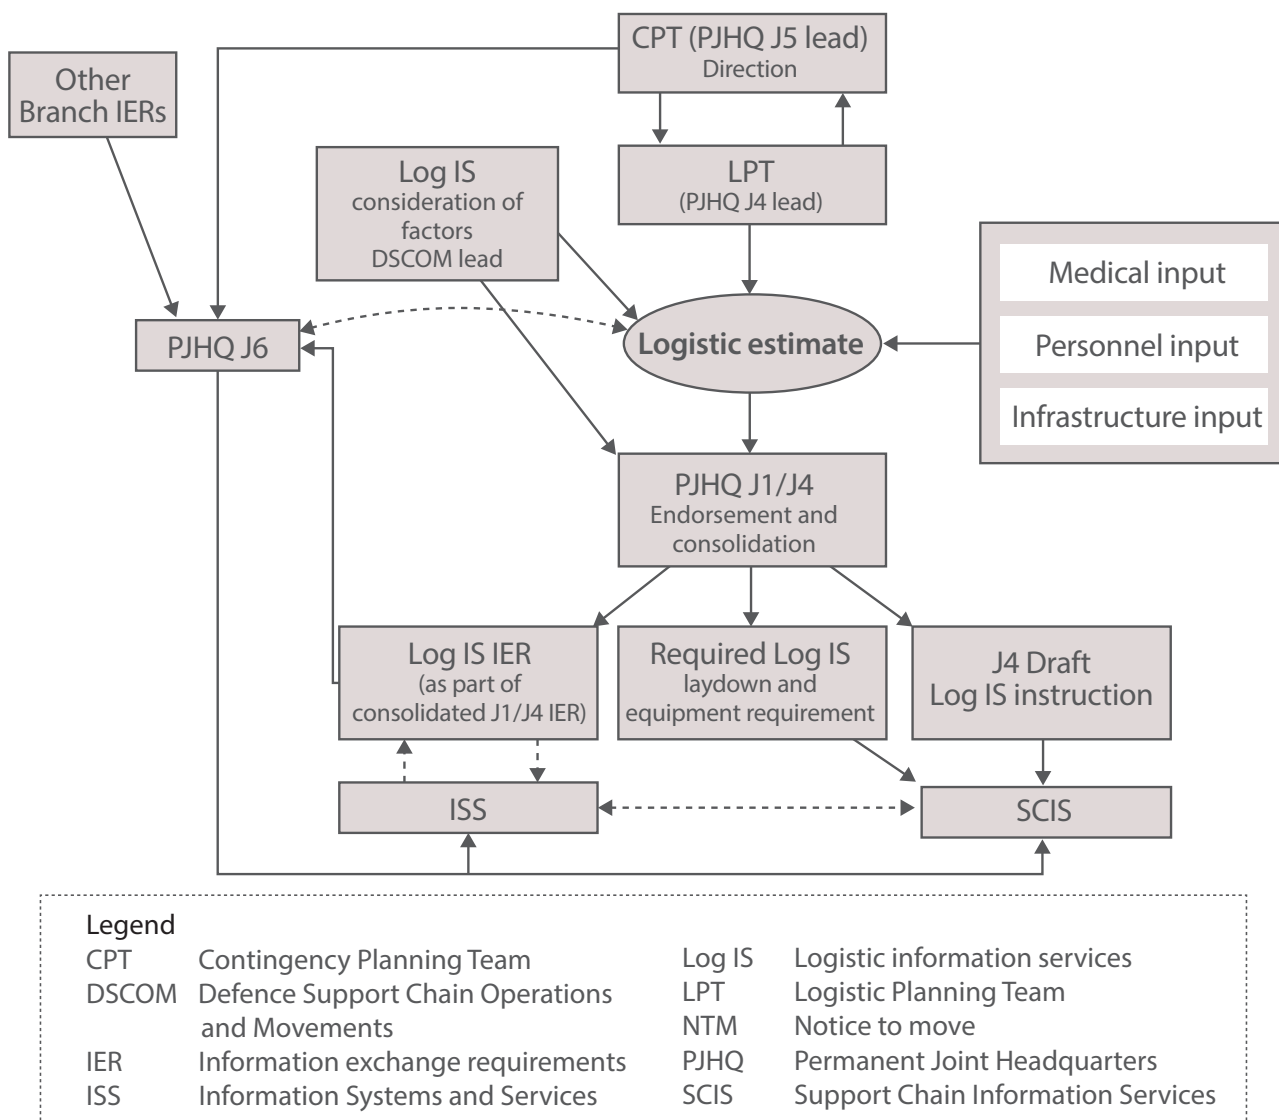 CPT (PJHQ J5 lead)
Direction
Other
Branch IERs
Log IS
consideration of
factors
DSCOM lead
LPT
(PJHQ J4 lead)
Medical input
Personnel input
Infrastructure input
PJHQ J6
Logistic estimate
PJHQ J1/J4
Endorsement and
consolidation
Log IS IER
(as part of
consolidated J1/J4 IER)
Required Log IS
laydown and
equipment requirement
J4 Draft
Log IS instruction
ISS
SCIS
Legend
CPT Contingency Planning Team
DSCOM Defence Support Chain Operations
and Movements
IER Information exchange requirements
ISS Information Systems and Services
Log IS Logistic information services
LPT Logistic Planning Team
NTM Notice to move
PJHQ Permanent Joint Headquarters
SCIS Support Chain Information Services